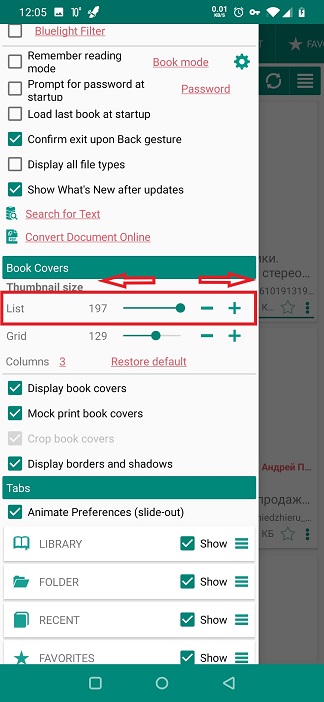 12:05 10° 0.01 KB/S
Bluelight Filter
T FAVO
Remember reading mode Book mode
Prompt for password at startup Password
Load last book at startup
Confirm exit upon Back gesture
Display all file types
Show What's New after updates
Search for Text
Convert Document Online
Book Covers
ики.
Thumbnail size
стерео...
610191319...
List 197
К...
Grid 129
Columns 3 Restore default
Display book covers
Mock print book covers
Crop book covers
Display borders and shadows
Андрей П...
Tabs
продаж...
Animate Preferences (slide-out)
niedzhieru_...
КБ
LIBRARY Show
FOLDER Show
RECENT Show
FAVORITES Show